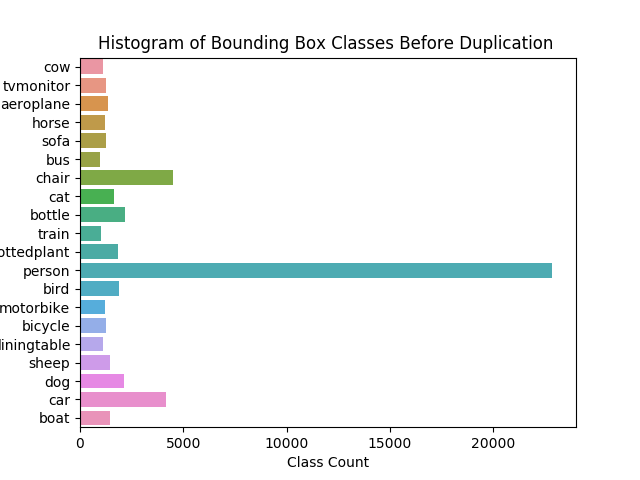 Histogram of Bounding Box Classes Before Duplication
cow
tvmonitor
aeroplane
horse
sofa
bus
chair
cat
bottle
train
ottedplant
person
bird
motorbike
bicycle
iningtable
sheep
dog
car
boat
0 5000 10000 15000 20000
Class Count